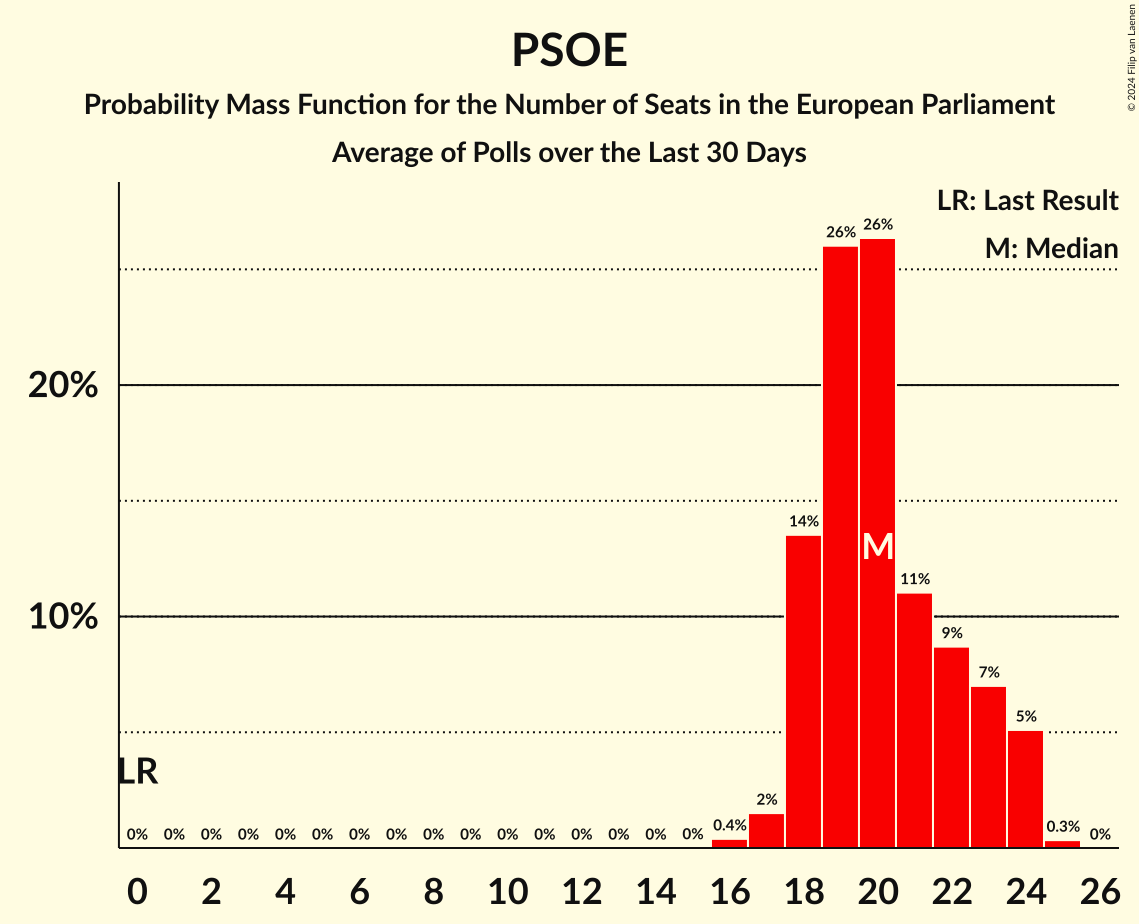 PSOE
Probability Mass Function for the Number of Seats in the European Parliament
Average of Polls over the Last 30 Days
© 2024 Filip van Laenen
LR: Last Result
M: Median
26% 26%
20%
14%
M
11%
10%
9%
7%
5%
LR
2%
0% 0% 0% 0% 0% 0% 0% 0% 0% 0% 0% 0% 0% 0% 0% 0% 0.4% 0.3% 0%
0 2 4 6 8 10 12 14 16 18 20 22 24 26